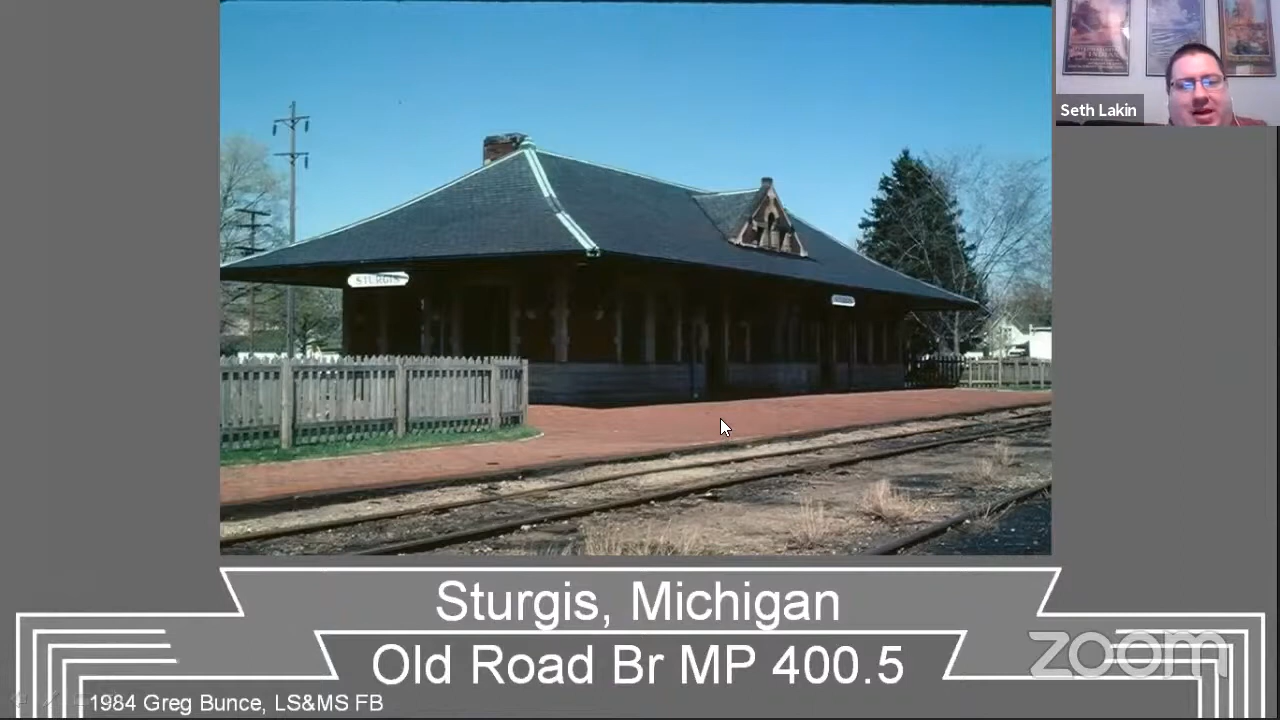 Seth Lakin
STURGIS
Sturgis, Michigan
Old Road Br MP 400.5
zoom
1984 Greg Bunce, LS&MS FB